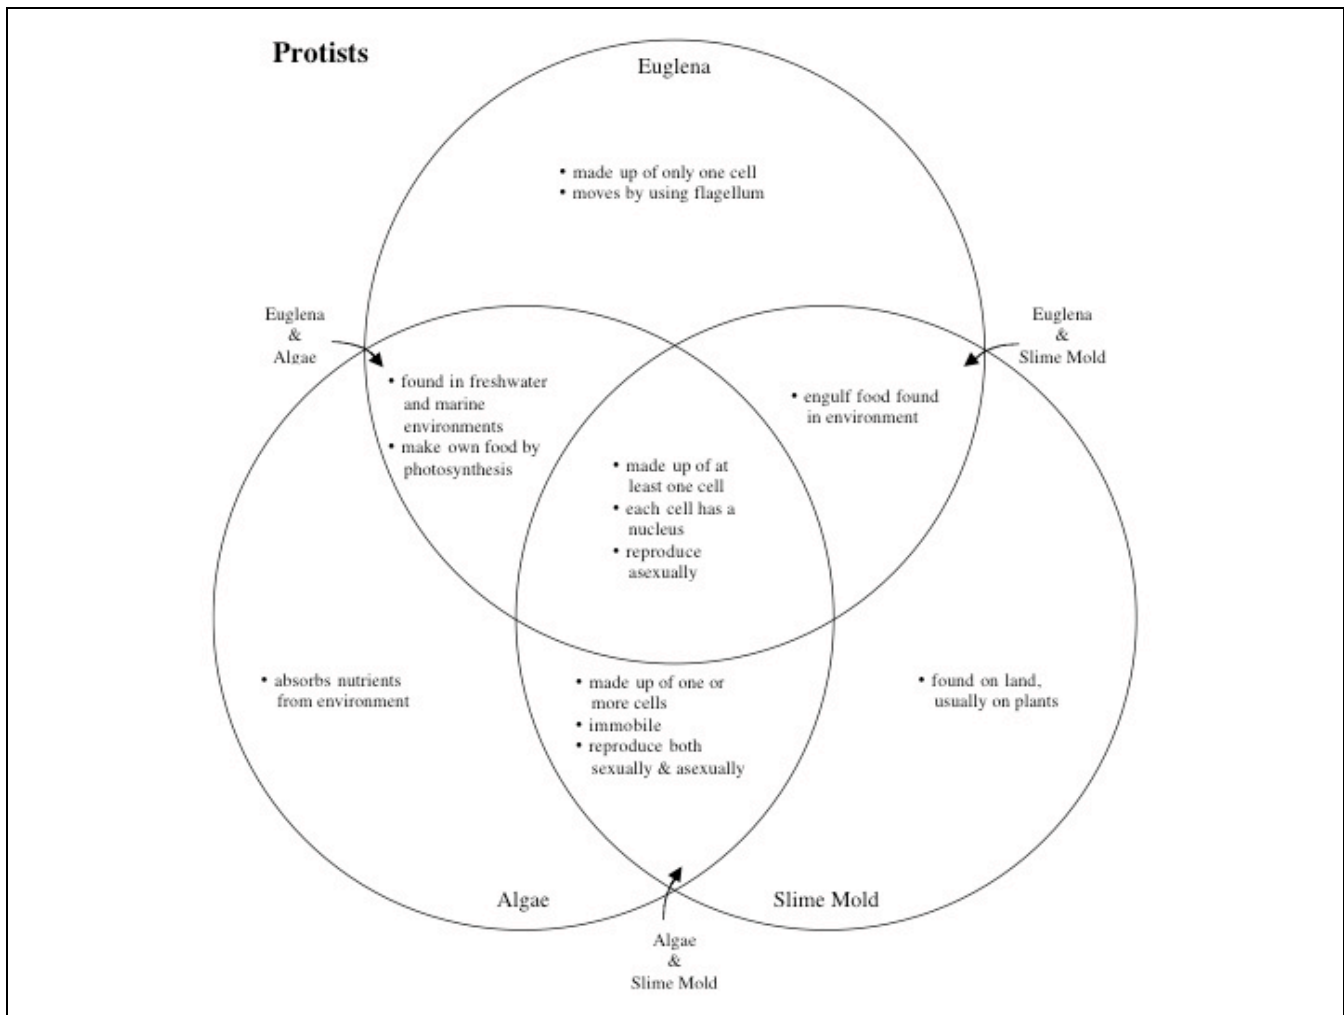 Protists
Euglena
• made up of only one cell
• moves by using flagellum
Euglena
&
Algae
Euglena
&
Slime Mold
• found in freshwater
and marine
environments
• make own food by
photosynthesis
• engulf food found
in environment
• made up of at
least one cell
• each cell has a
nucleus
• reproduce
asexually
• absorbs nutrients
from environment
• made up of one or
more cells
• immobile
• reproduce both
sexually & asexually
• found on land,
usually on plants
Algae
Slime Mold
Algae
&
Slime Mold